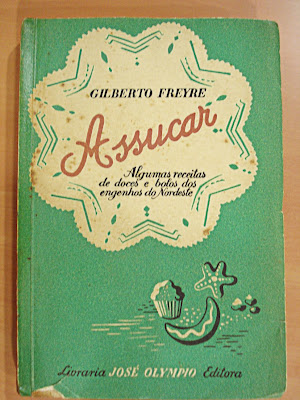 GILBERTO FREYRE
Assucar
Algumas receitas
de doces e bolos dos
engenhos do Nordeste
Livraria JOSÉ OLYMPIO Editora